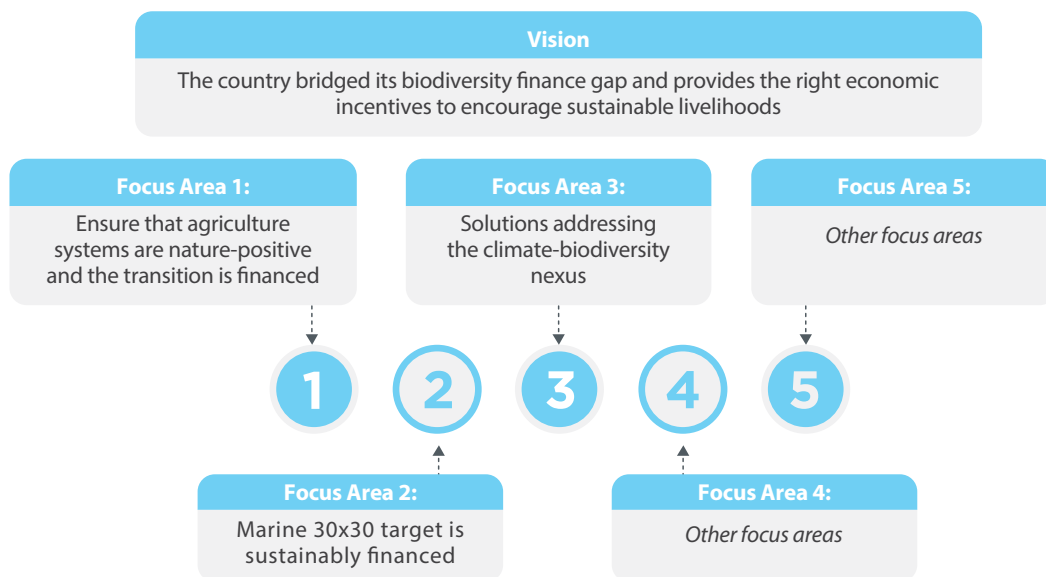 Vision
The country bridged its biodiversity finance gap and provides the right economic
incentives to encourage sustainable livelihoods
Focus Area 1:
Ensure that agriculture
systems are nature-positive
and the transition is financed
Focus Area 3:
Solutions addressing
the climate-biodiversity
nexus
Focus Area 5:
Other focus areas
1
2
3
4
5
Focus Area 2:
Marine 30x30 target is
sustainably financed
Focus Area 4:
Other focus areas